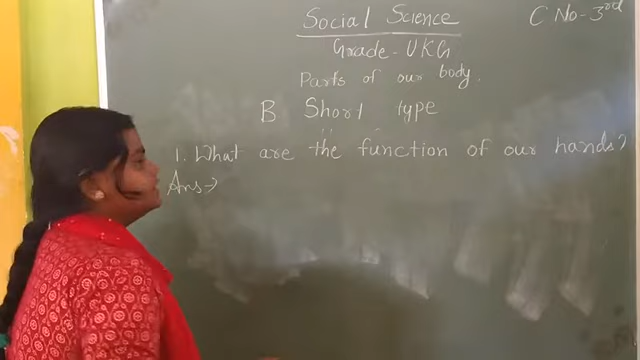 Social Science
C No-3rd
Grade-UKG
Parts of our body.
B Short type
1. What are the function of our hands?
Ans→